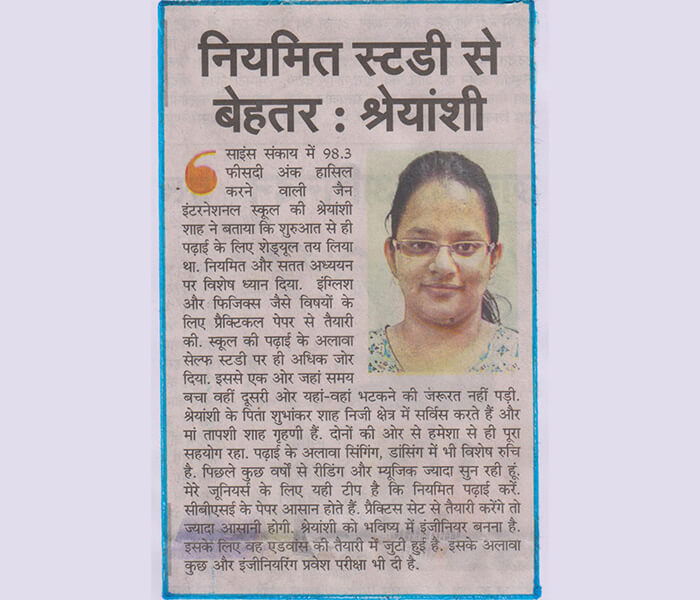 नियमित स्टडी से
बेहतर : श्रेयांशी
साइंस संकाय में 98.3
फीसदी अंक हासिल
करने वाली जैन
इंटरनेशनल स्कूल की श्रेयांशी
शाह ने बताया कि शुरुआत से ही
पढ़ाई के लिए शेड्यूल तय लिया
था. नियमित और सतत अध्ययन
पर विशेष ध्यान दिया. इंग्लिश
और फिजिक्स जैसे विषयों के
लिए प्रैक्टिकल पेपर से तैयारी
की. स्कूल की पढ़ाई के अलावा
सेल्फ स्टडी पर ही अधिक जोर
दिया. इससे एक ओर जहां समय
बचा वहीं दूसरी ओर यहां-वहां भटकने की जरूरत नहीं पड़ी.
श्रेयांशी के पिता शुभांकर शाह निजी क्षेत्र में सर्विस करते हैं और
मां तापशी शाह गृहणी हैं. दोनों की ओर से हमेशा से ही पूरा
सहयोग रहा. पढ़ाई के अलावा सिंगिंग, डांसिंग में भी विशेष रुचि
है. पिछले कुछ वर्षों से रीडिंग और म्यूजिक ज्यादा सुन रही हूं.
मेरे जूनियर्स के लिए यही टीप है कि नियमित पढ़ाई करें.
सीबीएसई के पेपर आसान होते हैं. प्रैक्टिस सेट से तैयारी करेंगे तो
ज्यादा आसानी होगी. श्रेयांशी को भविष्य में इंजीनियर बनना है.
इसके लिए वह एडवांस की तैयारी में जुटी हुई है. इसके अलावा
कुछ और इंजीनियरिंग प्रवेश परीक्षा भी दी है.